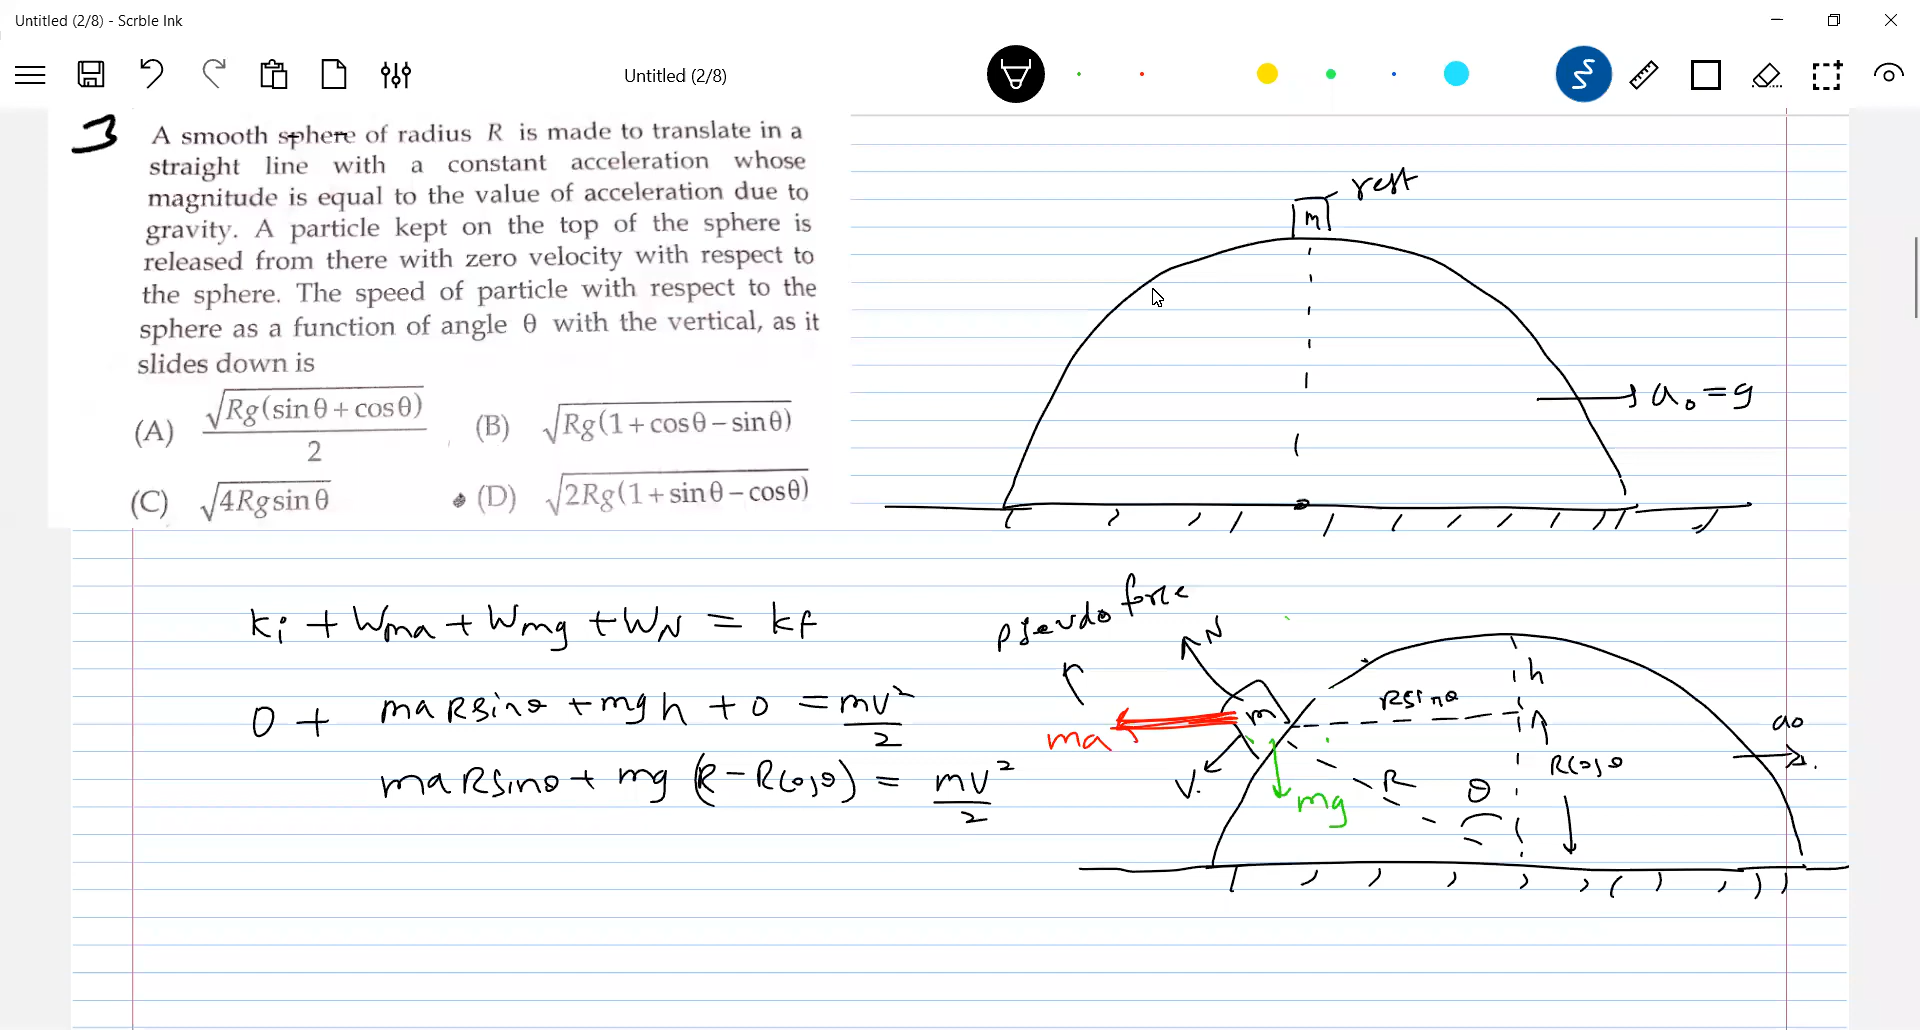 Untitled (2/8) - Scrble Ink
Untitled (2/8)
3
A smooth sphere of radius R is made to translate in a
straight line with a constant acceleration whose
magnitude is equal to the value of acceleration due to
gravity. A particle kept on the top of the sphere is
released from there with zero velocity with respect to
the sphere. The speed of particle with respect to the
sphere as a function of angle θ with the vertical, as it
slides down is
(A) √Rg(sinθ + cosθ) / 2
(B) √Rg(1 + cosθ − sinθ)
(C) √4Rg sinθ
(D) √2Rg(1 + sinθ − cosθ)
rest
m
a₀ = g
Ki + Wma + Wmg + WN = Kf
0 + maRsinθ + mgh + 0 = mv²/2
maRsinθ + mg (R − Rcosθ) = mv²/2
pseudo force
N
ma
m
V
mg
Rsinθ
h
R
θ
Rcosθ
a₀